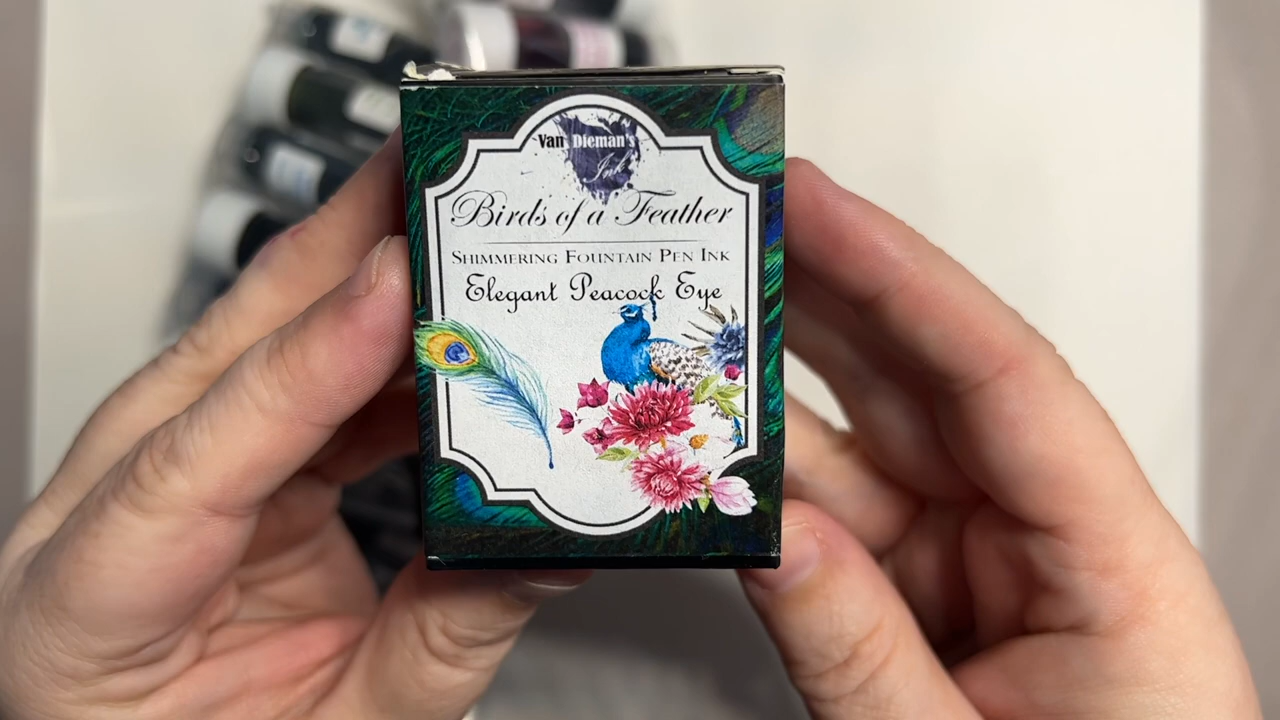 Van Dieman's
Ink
Birds of a Feather
Shimmering Fountain Pen Ink
Elegant Peacock Eye